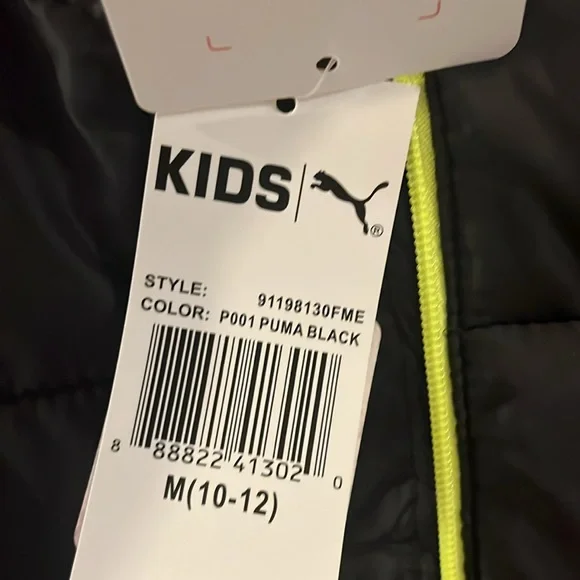 KIDS
®
STYLE: 91198130FME
COLOR: P001 PUMA BLACK
8 88822 41302 0
M(10-12)